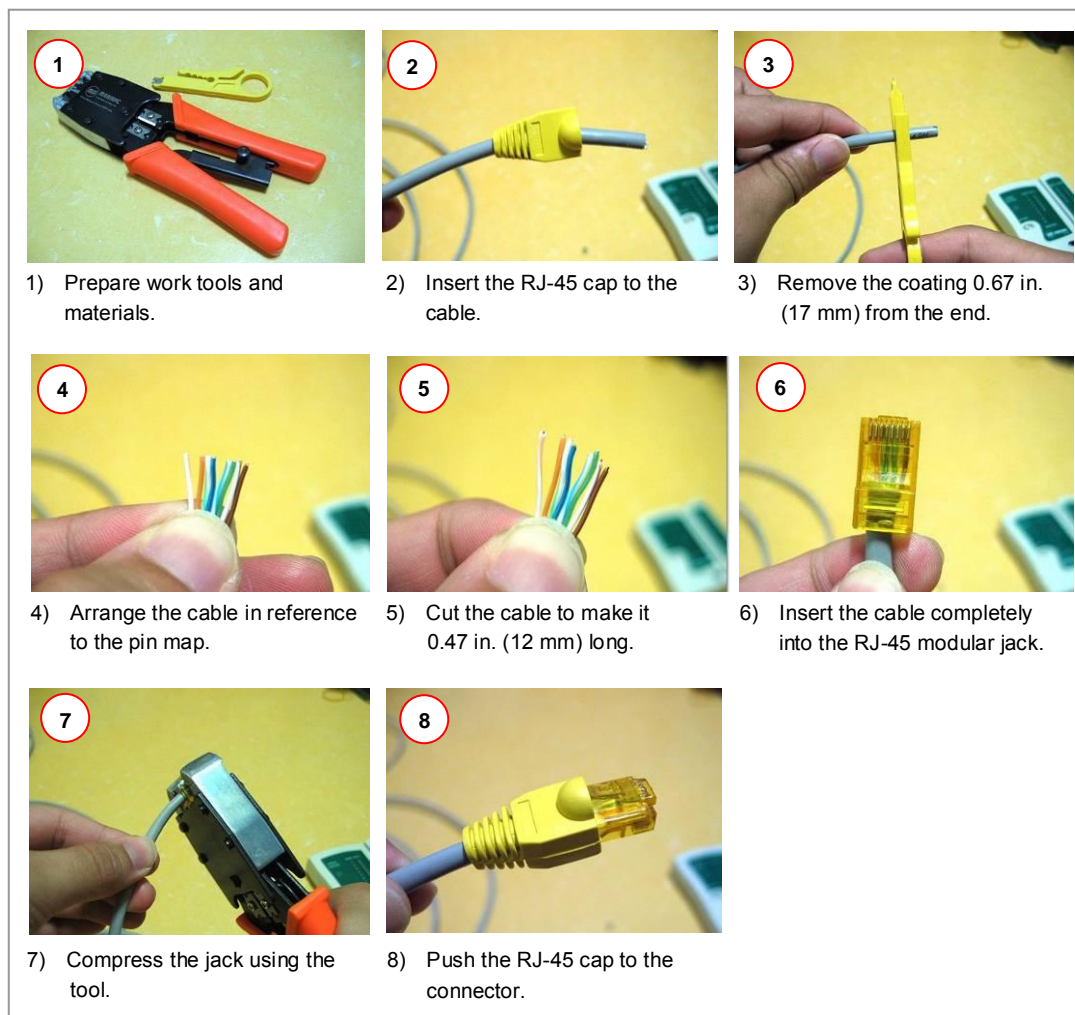 1
2
3
1) Prepare work tools and
materials.
2) Insert the RJ-45 cap to the
cable.
3) Remove the coating 0.67 in.
(17 mm) from the end.
4
5
6
4) Arrange the cable in reference
to the pin map.
5) Cut the cable to make it
0.47 in. (12 mm) long.
6) Insert the cable completely
into the RJ-45 modular jack.
7
8
7) Compress the jack using the
tool.
8) Push the RJ-45 cap to the
connector.